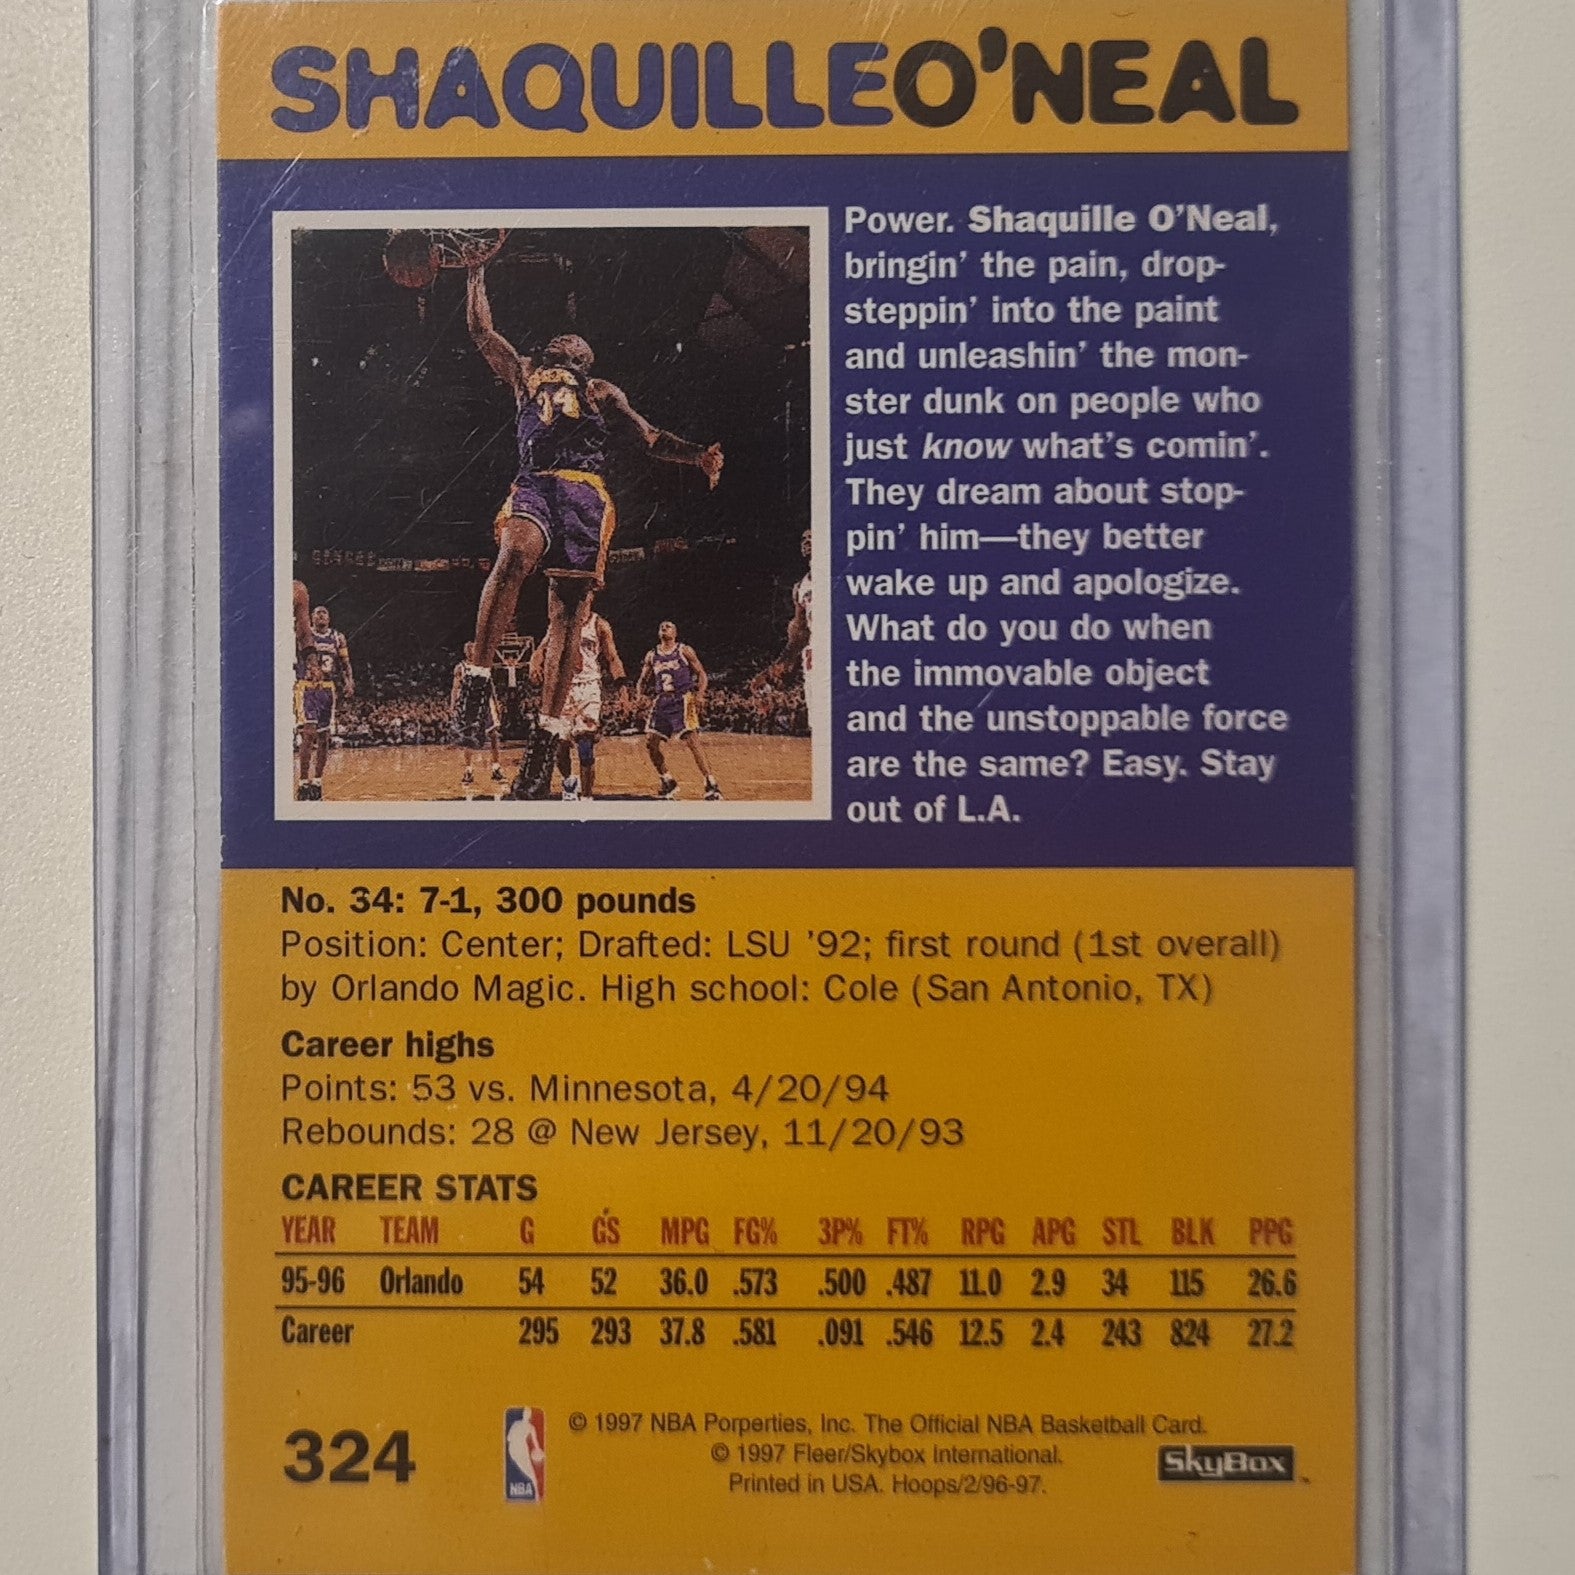 SHAQUILLE O'NEAL
Power. Shaquille O'Neal,
bringin' the pain, drop-
steppin' into the paint
and unleashin' the mon-
ster dunk on people who
just know what's comin'.
They dream about stop-
pin' him—they better
wake up and apologize.
What do you do when
the immovable object
and the unstoppable force
are the same? Easy. Stay
out of L.A.
34
3
2
No. 34: 7-1, 300 pounds
Position: Center; Drafted: LSU '92; first round (1st overall)
by Orlando Magic. High school: Cole (San Antonio, TX)
Career highs
Points: 53 vs. Minnesota, 4/20/94
Rebounds: 28 @ New Jersey, 11/20/93
CAREER STATS
YEAR TEAM G GS MPG FG% 3P% FT% RPG APG STL BLK PPG
95-96 Orlando 54 52 36.0 .573 .500 .487 11.0 2.9 34 115 26.6
Career 295 293 37.8 .581 .091 .546 12.5 2.4 243 824 27.2
324
NBA
© 1997 NBA Porperties, Inc. The Official NBA Basketball Card.
© 1997 Fleer/Skybox International.
Printed in USA. Hoops/2/96-97.
SkyBox